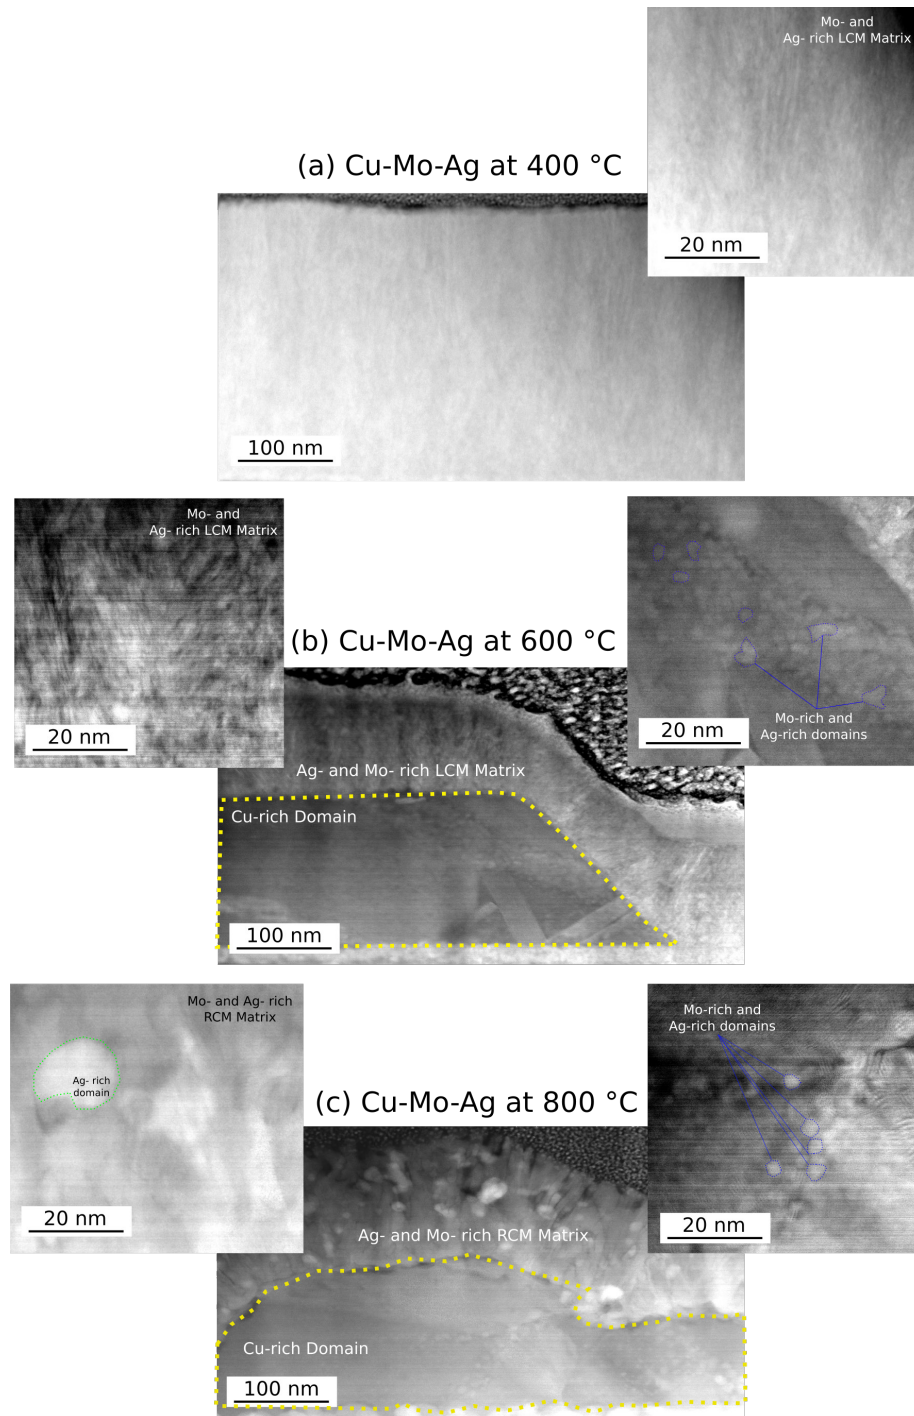 Mo- and
Ag- rich LCM Matrix
20 nm
(a) Cu-Mo-Ag at 400 °C
100 nm
Mo- and
Ag- rich LCM Matrix
20 nm
(b) Cu-Mo-Ag at 600 °C
Mo-rich and
Ag-rich domains
20 nm
Ag- and Mo- rich LCM Matrix
Cu-rich Domain
100 nm
Mo- and Ag- rich
RCM Matrix
Ag- rich
domain
20 nm
(c) Cu-Mo-Ag at 800 °C
Mo-rich and
Ag-rich domains
20 nm
Ag- and Mo- rich RCM Matrix
Cu-rich Domain
100 nm